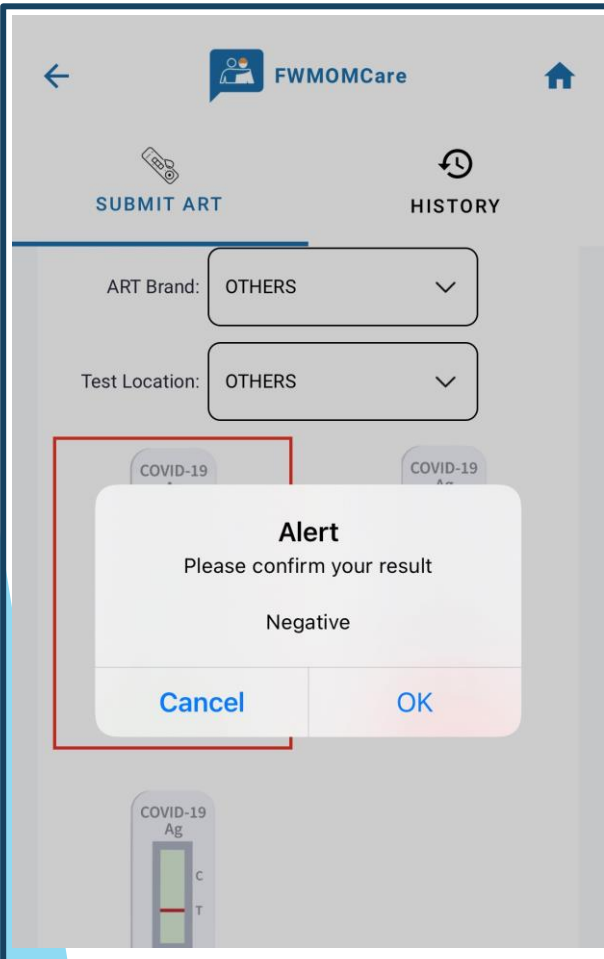 FWMOMCare
SUBMIT ART
HISTORY
ART Brand: OTHERS
Test Location: OTHERS
COVID-19
COVID-19
Alert
Please confirm your result
Negative
Cancel OK
COVID-19
Ag
C
T